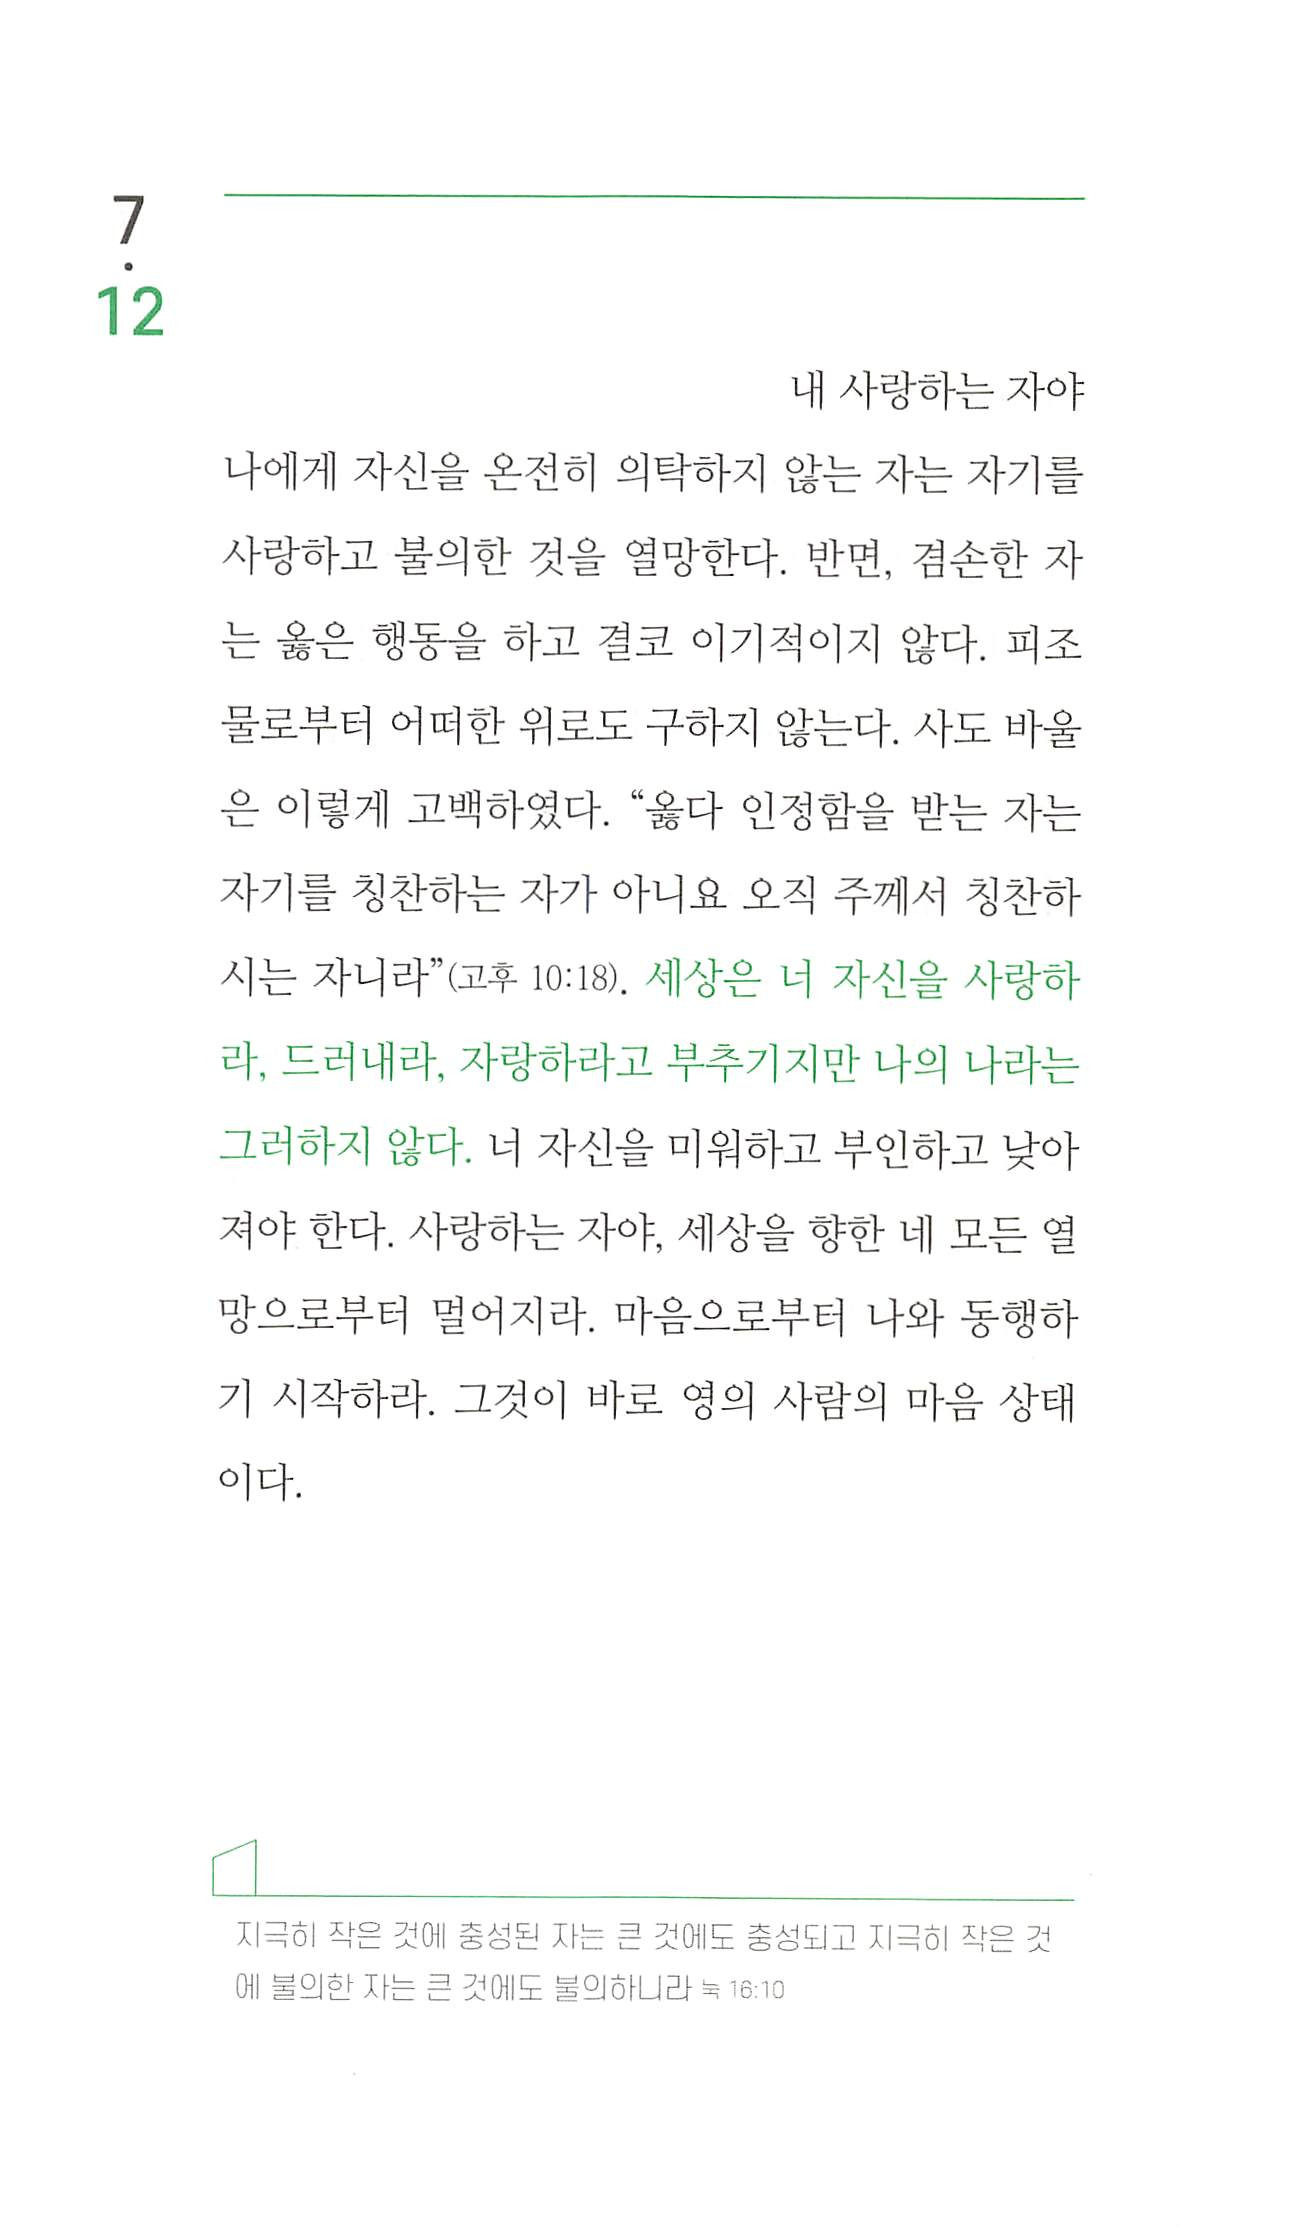 7
.
12
내 사랑하는 자야
나에게 자신을 온전히 의탁하지 않는 자는 자기를
사랑하고 불의한 것을 열망한다. 반면, 겸손한 자
는 옳은 행동을 하고 결코 이기적이지 않다. 피조
물로부터 어떠한 위로도 구하지 않는다. 사도 바울
은 이렇게 고백하였다. “옳다 인정함을 받는 자는
자기를 칭찬하는 자가 아니요 오직 주께서 칭찬하
시는 자니라”(고후 10:18). 세상은 너 자신을 사랑하
라, 드러내라, 자랑하라고 부추기지만 나의 나라는
그러하지 않다. 너 자신을 미워하고 부인하고 낮아
져야 한다. 사랑하는 자야, 세상을 향한 네 모든 열
망으로부터 멀어지라. 마음으로부터 나와 동행하
기 시작하라. 그것이 바로 영의 사람의 마음 상태
이다.
지극히 작은 것에 충성된 자는 큰 것에도 충성되고 지극히 작은 것
에 불의한 자는 큰 것에도 불의하니라 눅 16:10